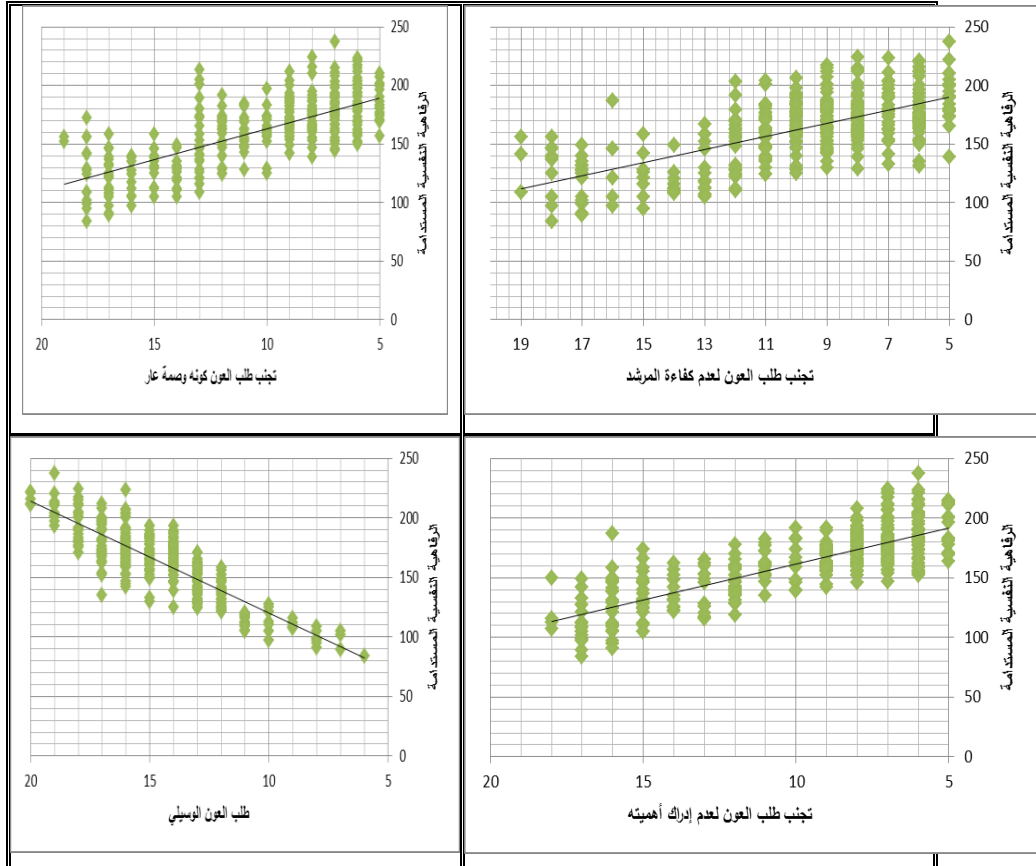 250
200
150
100
50
0
الرفاهية النفسية المستدامة
19 17 15 13 11 9 7 5
تجنب طلب العون لعدم كفاءة المرشد
250
200
150
100
50
0
الرفاهية النفسية المستدامة
20 15 10 5
تجنب طلب العون كونه وصمة عار
250
200
150
100
50
0
الرفاهية النفسية المستدامة
20 15 10 5
تجنب طلب العون لعدم إدراك أهميته
250
200
150
100
50
0
الرفاهية النفسية المستدامة
20 15 10 5
طلب العون الوسيلي